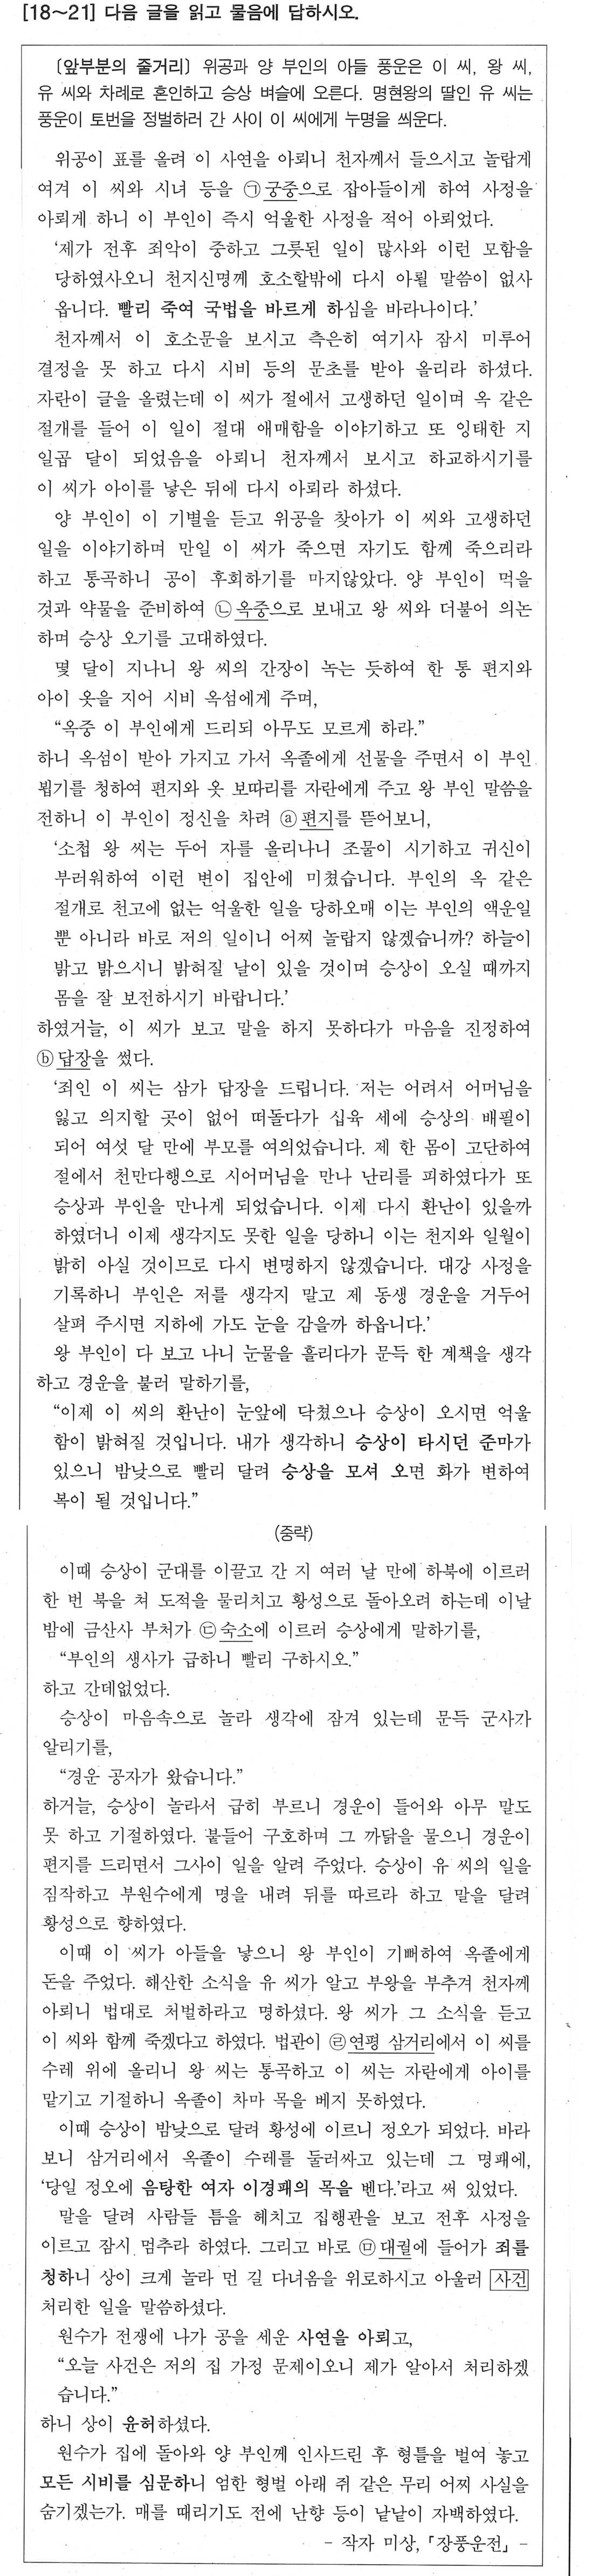 [18~21] 다음 글을 읽고 물음에 답하시오.
〔앞부분의 줄거리〕 위공과 양 부인의 아들 풍운은 이 씨, 왕 씨,
유 씨와 차례로 혼인하고 승상 벼슬에 오른다. 명현왕의 딸인 유 씨는
풍운이 토번을 정벌하러 간 사이 이 씨에게 누명을 씌운다.
위공이 표를 올려 이 사연을 아뢰니 천자께서 들으시고 놀랍게
여겨 이 씨와 시녀 등을 ㉠궁중으로 잡아들이게 하여 사정을
아뢰게 하니 이 부인이 즉시 억울한 사정을 적어 아뢰었다.
‘제가 전후 죄악이 중하고 그릇된 일이 많사와 이런 모함을
당하였사오니 천지신명께 호소할밖에 다시 아뢸 말씀이 없사
옵니다. 빨리 죽여 국법을 바르게 하심을 바라나이다.’
천자께서 이 호소문을 보시고 측은히 여기사 잠시 미루어
결정을 못 하고 다시 시비 등의 문초를 받아 올리라 하셨다.
자란이 글을 올렸는데 이 씨가 절에서 고생하던 일이며 옥 같은
절개를 들어 이 일이 절대 애매함을 이야기하고 또 잉태한 지
일곱 달이 되었음을 아뢰니 천자께서 보시고 하교하시기를
이 씨가 아이를 낳은 뒤에 다시 아뢰라 하셨다.
양 부인이 이 기별을 듣고 위공을 찾아가 이 씨와 고생하던
일을 이야기하며 만일 이 씨가 죽으면 자기도 함께 죽으리라
하고 통곡하니 공이 후회하기를 마지않았다. 양 부인이 먹을
것과 약물을 준비하여 ㉡옥중으로 보내고 왕 씨와 더불어 의논
하며 승상 오기를 고대하였다.
몇 달이 지나니 왕 씨의 간장이 녹는 듯하여 한 통 편지와
아이 옷을 지어 시비 옥섬에게 주며,
“옥중 이 부인에게 드리되 아무도 모르게 하라.”
하니 옥섬이 받아 가지고 가서 옥졸에게 선물을 주면서 이 부인
뵙기를 청하여 편지와 옷 보따리를 자란에게 주고 왕 부인 말씀을
전하니 이 부인이 정신을 차려 ⓐ편지를 뜯어보니,
‘소첩 왕 씨는 두어 자를 올리나니 조물이 시기하고 귀신이
부러워하여 이런 변이 집안에 미쳤습니다. 부인의 옥 같은
절개로 천고에 없는 억울한 일을 당하오매 이는 부인의 액운일
뿐 아니라 바로 저의 일이니 어찌 놀랍지 않겠습니까? 하늘이
밝고 밝으시니 밝혀질 날이 있을 것이며 승상이 오실 때까지
몸을 잘 보전하시기 바랍니다.’
하였거늘, 이 씨가 보고 말을 하지 못하다가 마음을 진정하여
ⓑ답장을 썼다.
‘죄인 이 씨는 삼가 답장을 드립니다. 저는 어려서 어머님을
잃고 의지할 곳이 없어 떠돌다가 십육 세에 승상의 배필이
되어 여섯 달 만에 부모를 여의었습니다. 제 한 몸이 고단하여
절에서 천만다행으로 시어머님을 만나 난리를 피하였다가 또
승상과 부인을 만나게 되었습니다. 이제 다시 환난이 있을까
하였더니 이제 생각지도 못한 일을 당하니 이는 천지와 일월이
밝히 아실 것이므로 다시 변명하지 않겠습니다. 대강 사정을
기록하니 부인은 저를 생각지 말고 제 동생 경운을 거두어
살펴 주시면 지하에 가도 눈을 감을까 하옵니다.’
왕 부인이 다 보고 나니 눈물을 흘리다가 문득 한 계책을 생각
하고 경운을 불러 말하기를,
“이제 이 씨의 환난이 눈앞에 닥쳤으나 승상이 오시면 억울
함이 밝혀질 것입니다. 내가 생각하니 승상이 타시던 준마가
있으니 밤낮으로 빨리 달려 승상을 모셔 오면 화가 변하여
복이 될 것입니다.”
(중략)
이때 승상이 군대를 이끌고 간 지 여러 날 만에 하북에 이르러
한 번 북을 쳐 도적을 물리치고 황성으로 돌아오려 하는데 이날
밤에 금산사 부처가 ㉢숙소에 이르러 승상에게 말하기를,
“부인의 생사가 급하니 빨리 구하시오.”
하고 간데없었다.
승상이 마음속으로 놀라 생각에 잠겨 있는데 문득 군사가
알리기를,
“경운 공자가 왔습니다.”
하거늘, 승상이 놀라서 급히 부르니 경운이 들어와 아무 말도
못 하고 기절하였다. 붙들어 구호하며 그 까닭을 물으니 경운이
편지를 드리면서 그사이 일을 알려 주었다. 승상이 유 씨의 일을
짐작하고 부원수에게 명을 내려 뒤를 따르라 하고 말을 달려
황성으로 향하였다.
이때 이 씨가 아들을 낳으니 왕 부인이 기뻐하여 옥졸에게
돈을 주었다. 해산한 소식을 유 씨가 알고 부왕을 부추겨 천자께
아뢰니 법대로 처벌하라고 명하셨다. 왕 씨가 그 소식을 듣고
이 씨와 함께 죽겠다고 하였다. 법관이 ㉣연평 삼거리에서 이 씨를
수레 위에 올리니 왕 씨는 통곡하고 이 씨는 자란에게 아이를
맡기고 기절하니 옥졸이 차마 목을 베지 못하였다.
이때 승상이 밤낮으로 달려 황성에 이르니 정오가 되었다. 바라
보니 삼거리에서 옥졸이 수레를 둘러싸고 있는데 그 명패에,
‘당일 정오에 음탕한 여자 이경패의 목을 벤다.’라고 써 있었다.
말을 달려 사람들 틈을 헤치고 집행관을 보고 전후 사정을
이르고 잠시 멈추라 하였다. 그리고 바로 ㉤대궐에 들어가 죄를
청하니 상이 크게 놀라 먼 길 다녀옴을 위로하시고 아울러 사건
처리한 일을 말씀하셨다.
원수가 전쟁에 나가 공을 세운 사연을 아뢰고,
“오늘 사건은 저의 집 가정 문제이오니 제가 알아서 처리하겠
습니다.”
하니 상이 윤허하셨다.
원수가 집에 돌아와 양 부인께 인사드린 후 형틀을 벌여 놓고
모든 시비를 심문하니 엄한 형벌 아래 쥐 같은 무리 어찌 사실을
숨기겠는가. 매를 때리기도 전에 난향 등이 낱낱이 자백하였다.
- 작자 미상, 「장풍운전」 -